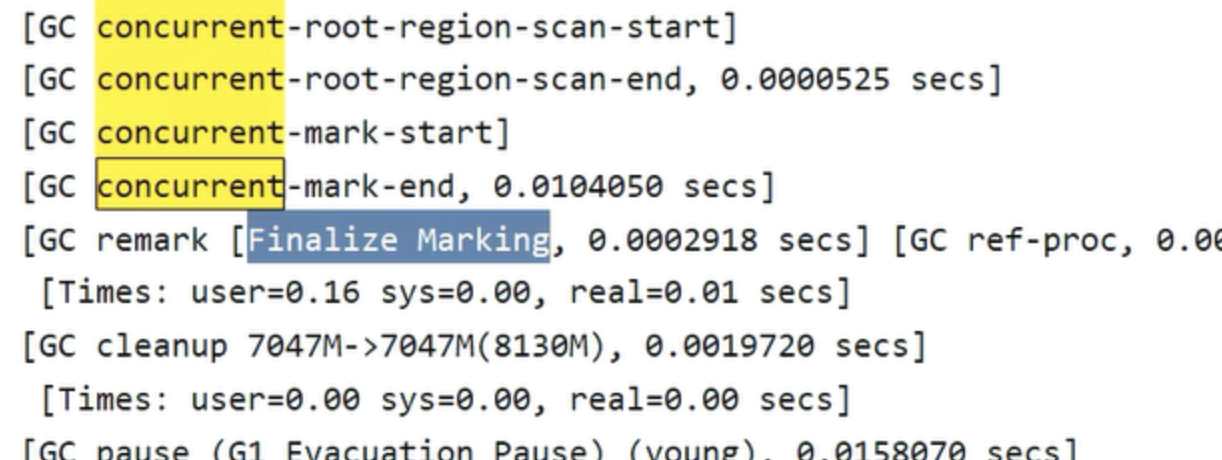 [GC concurrent-root-region-scan-start]
[GC concurrent-root-region-scan-end, 0.0000525 secs]
[GC concurrent-mark-start]
[GC concurrent-mark-end, 0.0104050 secs]
[GC remark [Finalize Marking, 0.0002918 secs] [GC ref-proc, 0.00
[Times: user=0.16 sys=0.00, real=0.01 secs]
[GC cleanup 7047M->7047M(8130M), 0.0019720 secs]
[Times: user=0.00 sys=0.00, real=0.00 secs]
[GC pause (G1 Evacuation Pause) (young), 0.0158070 secs]